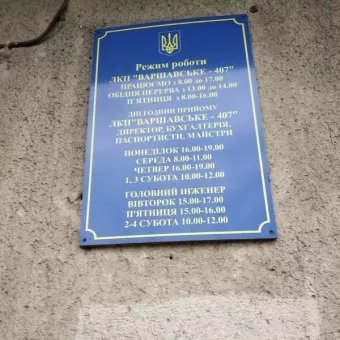 Режим роботи
ЛКП "ВАРШАВСЬКЕ - 407"
ПРАЦЮЄМО з 8.00 до 17.00
ОБІДНЯ ПЕРЕРВА з 13.00 до 14.00
П'ЯТНИЦЯ з 8.00-16.00
ДНІ ГОДИНИ ПРИЙОМУ
ЛКП "ВАРШАВСЬКЕ - 407"
ДИРЕКТОР, БУХГАЛТЕРІЯ,
ПАСПОРТИСТИ, МАЙСТРИ
ПОНЕДІЛОК 16.00-19.00
СЕРЕДА 8.00-11.00
ЧЕТВЕР 16.00-19.00
1, 3 СУБОТА 10.00-12.00
ГОЛОВНИЙ ІНЖЕНЕР
ВІВТОРОК 15.00-17.00
П'ЯТНИЦЯ 15.00-16.00
2-4 СУБОТА 10.00-12.00